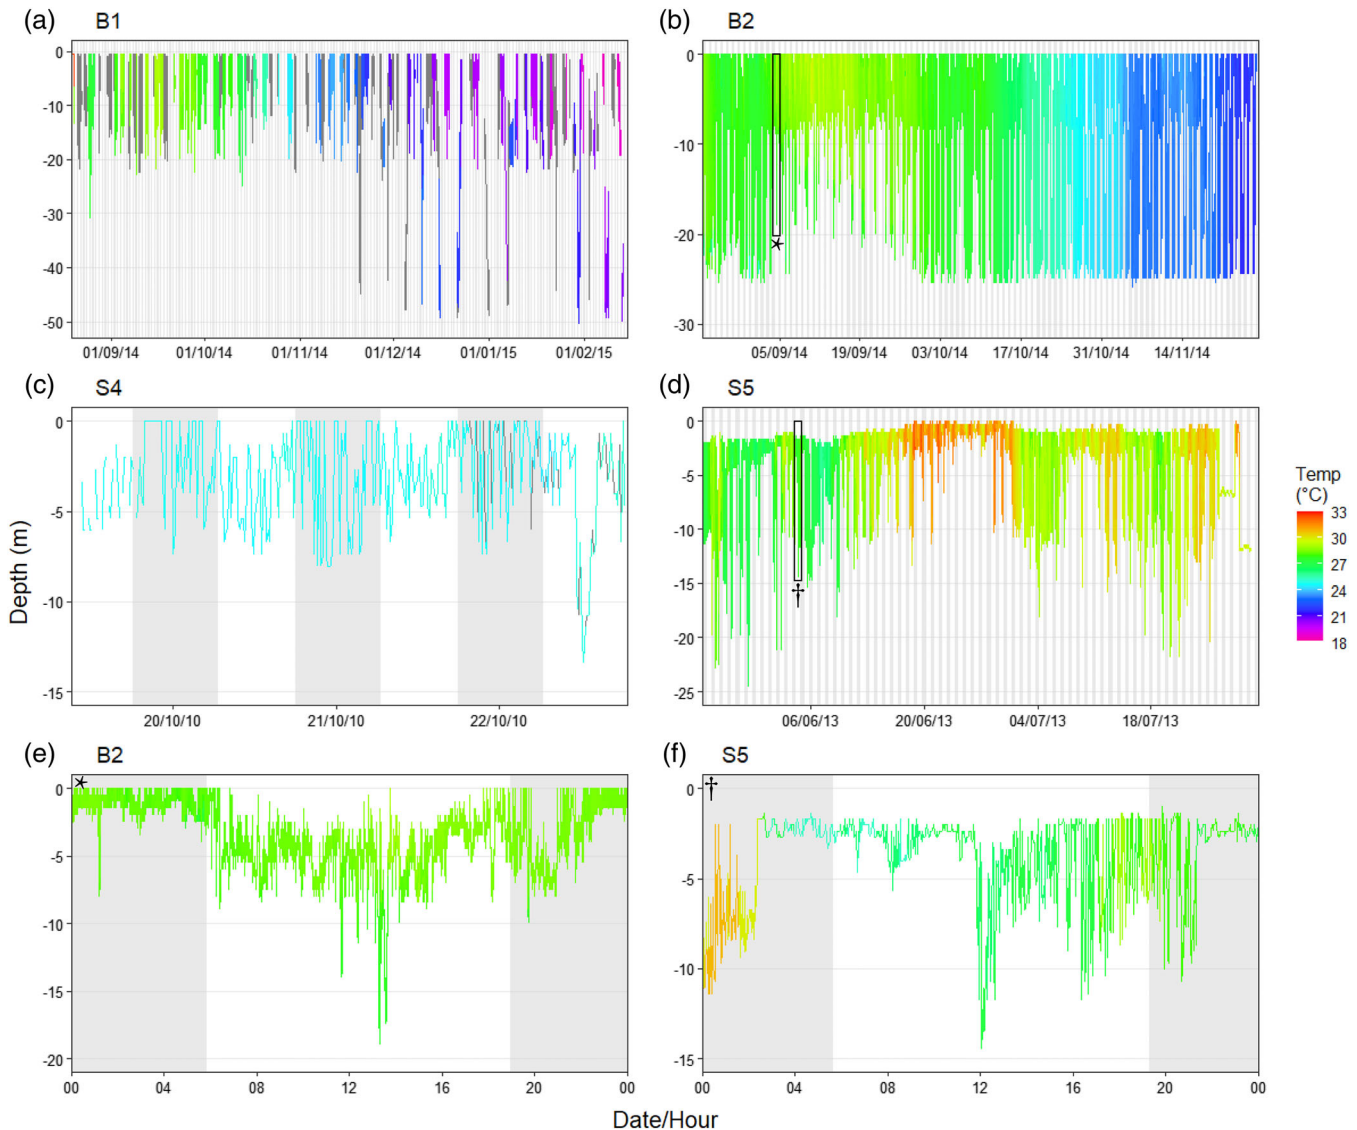 (a) B1
0
-10
-20
-30
-40
-50
01/09/14 01/10/14 01/11/14 01/12/14 01/01/15 01/02/15
(b) B2
0
-10
-20
-30
05/09/14 19/09/14 03/10/14 17/10/14 31/10/14 14/11/14
(c) S4
0
-5
-10
-15
20/10/10 21/10/10 22/10/10
(d) S5
0
-5
-10
-15
-20
-25
06/06/13 20/06/13 04/07/13 18/07/13
Temp
(°C)
33
30
27
24
21
18
Depth (m)
(e) B2
0
-5
-10
-15
-20
00 04 08 12 16 20 00
(f) S5
0
-5
-10
-15
00 04 08 12 16 20 00
Date/Hour